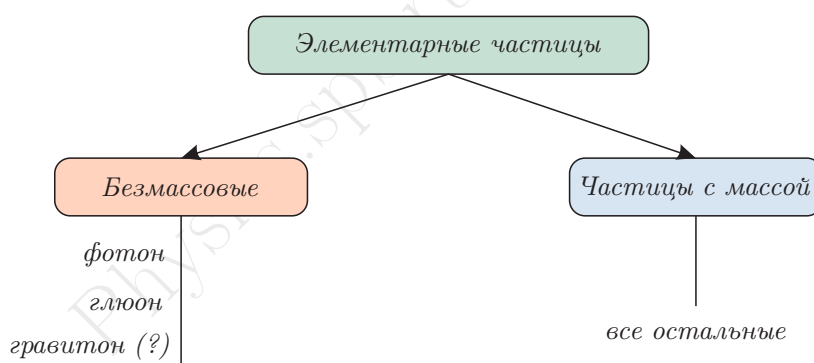 Элементарные частицы
Безмассовые
Частицы с массой
фотон
глюон
гравитон (?)
все остальные